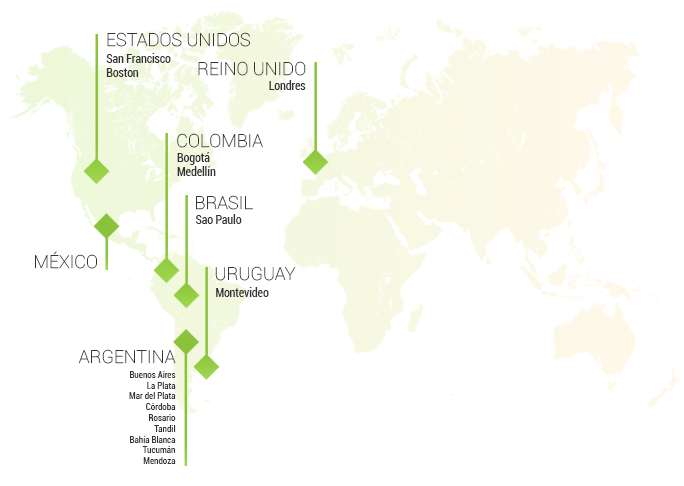 ESTADOS UNIDOS
San Francisco
Boston
REINO UNIDO
Londres
COLOMBIA
Bogotá
Medellín
BRASIL
Sao Paulo
MÉXICO
URUGUAY
Montevideo
ARGENTINA
Buenos Aires
La Plata
Mar del Plata
Córdoba
Rosario
Tandil
Bahía Blanca
Tucumán
Mendoza